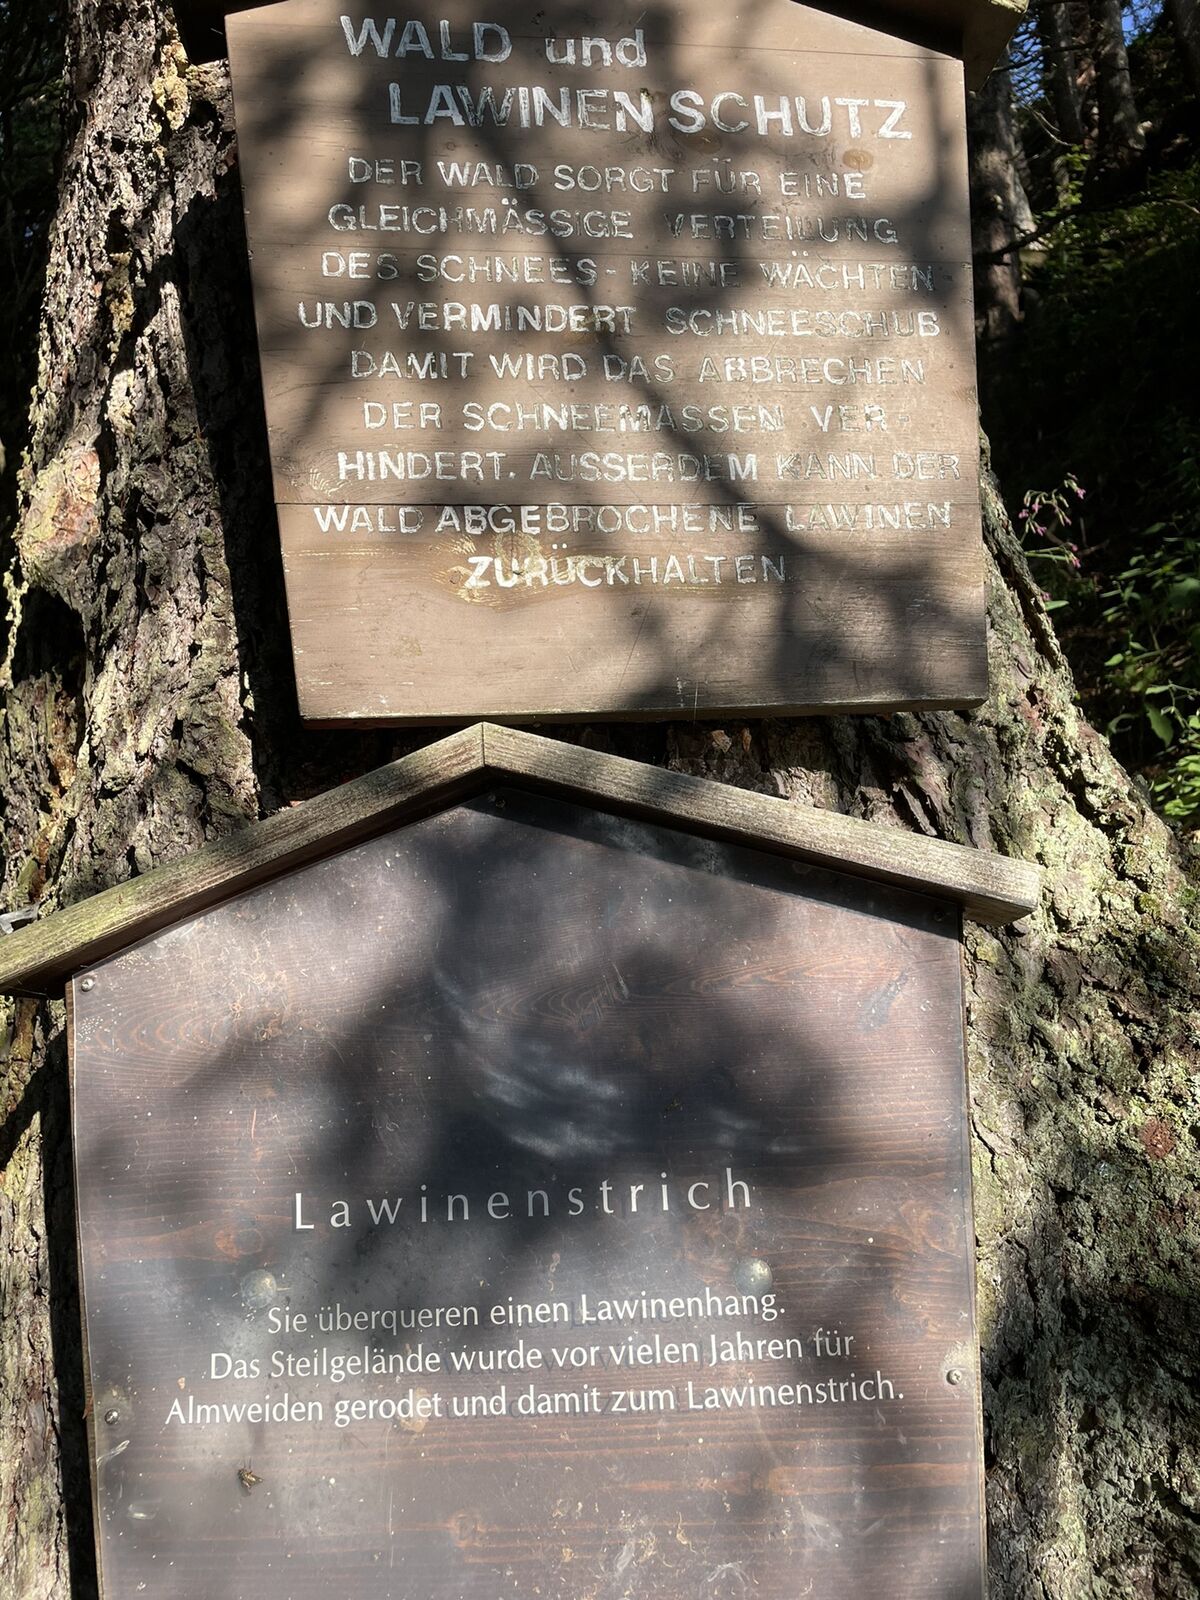 WALD und
LAWINENSCHUTZ
DER WALD SORGT FÜR EINE
GLEICHMÄSSIGE VERTEILUNG
DES SCHNEES - KEINE WÄCHTEN -
UND VERMINDERT SCHNEESCHUB.
DAMIT WIRD DAS ABBRECHEN
DER SCHNEEMASSEN VER-
HINDERT. AUSSERDEM KANN DER
WALD ABGEBROCHENE LAWINEN
ZURÜCKHALTEN
Lawinenstrich
Sie überqueren einen Lawinenhang.
Das Steilgelände wurde vor vielen Jahren für
Almweiden gerodet und damit zum Lawinenstrich.